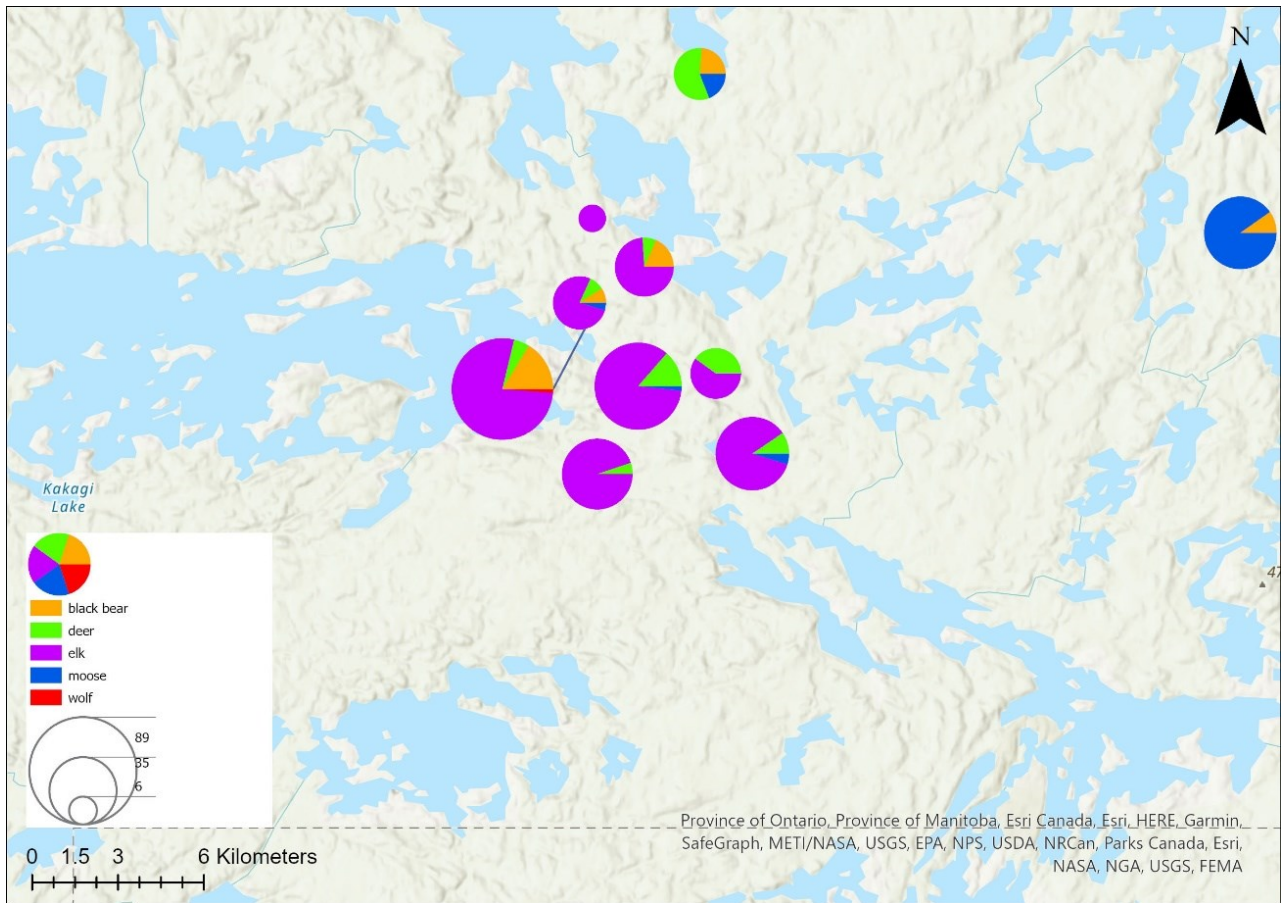 N
Kakagi
Lake
47
black bear
deer
elk
moose
wolf
89
35
6
0 1.5 3 6 Kilometers
Province of Ontario, Province of Manitoba, Esri Canada, Esri, HERE, Garmin,
SafeGraph, METI/NASA, USGS, EPA, NPS, USDA, NRCan, Parks Canada, Esri,
NASA, NGA, USGS, FEMA